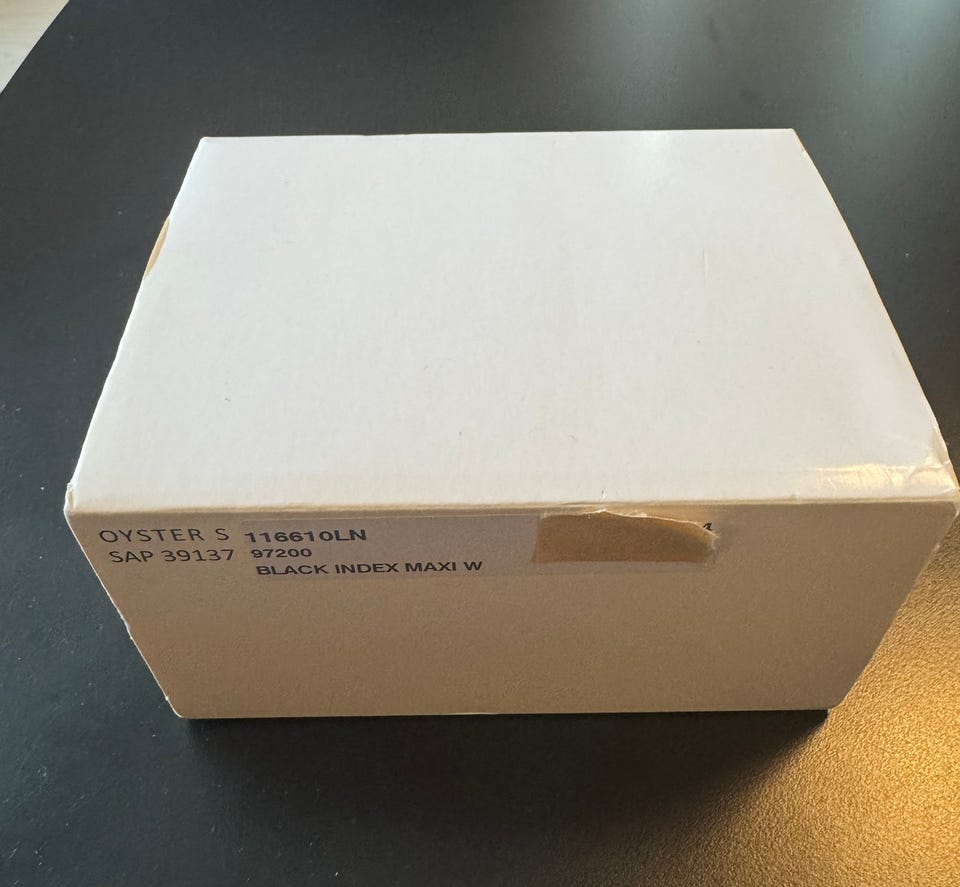 OYSTER S
SAP 39137
116610LN
97200
BLACK INDEX MAXI W